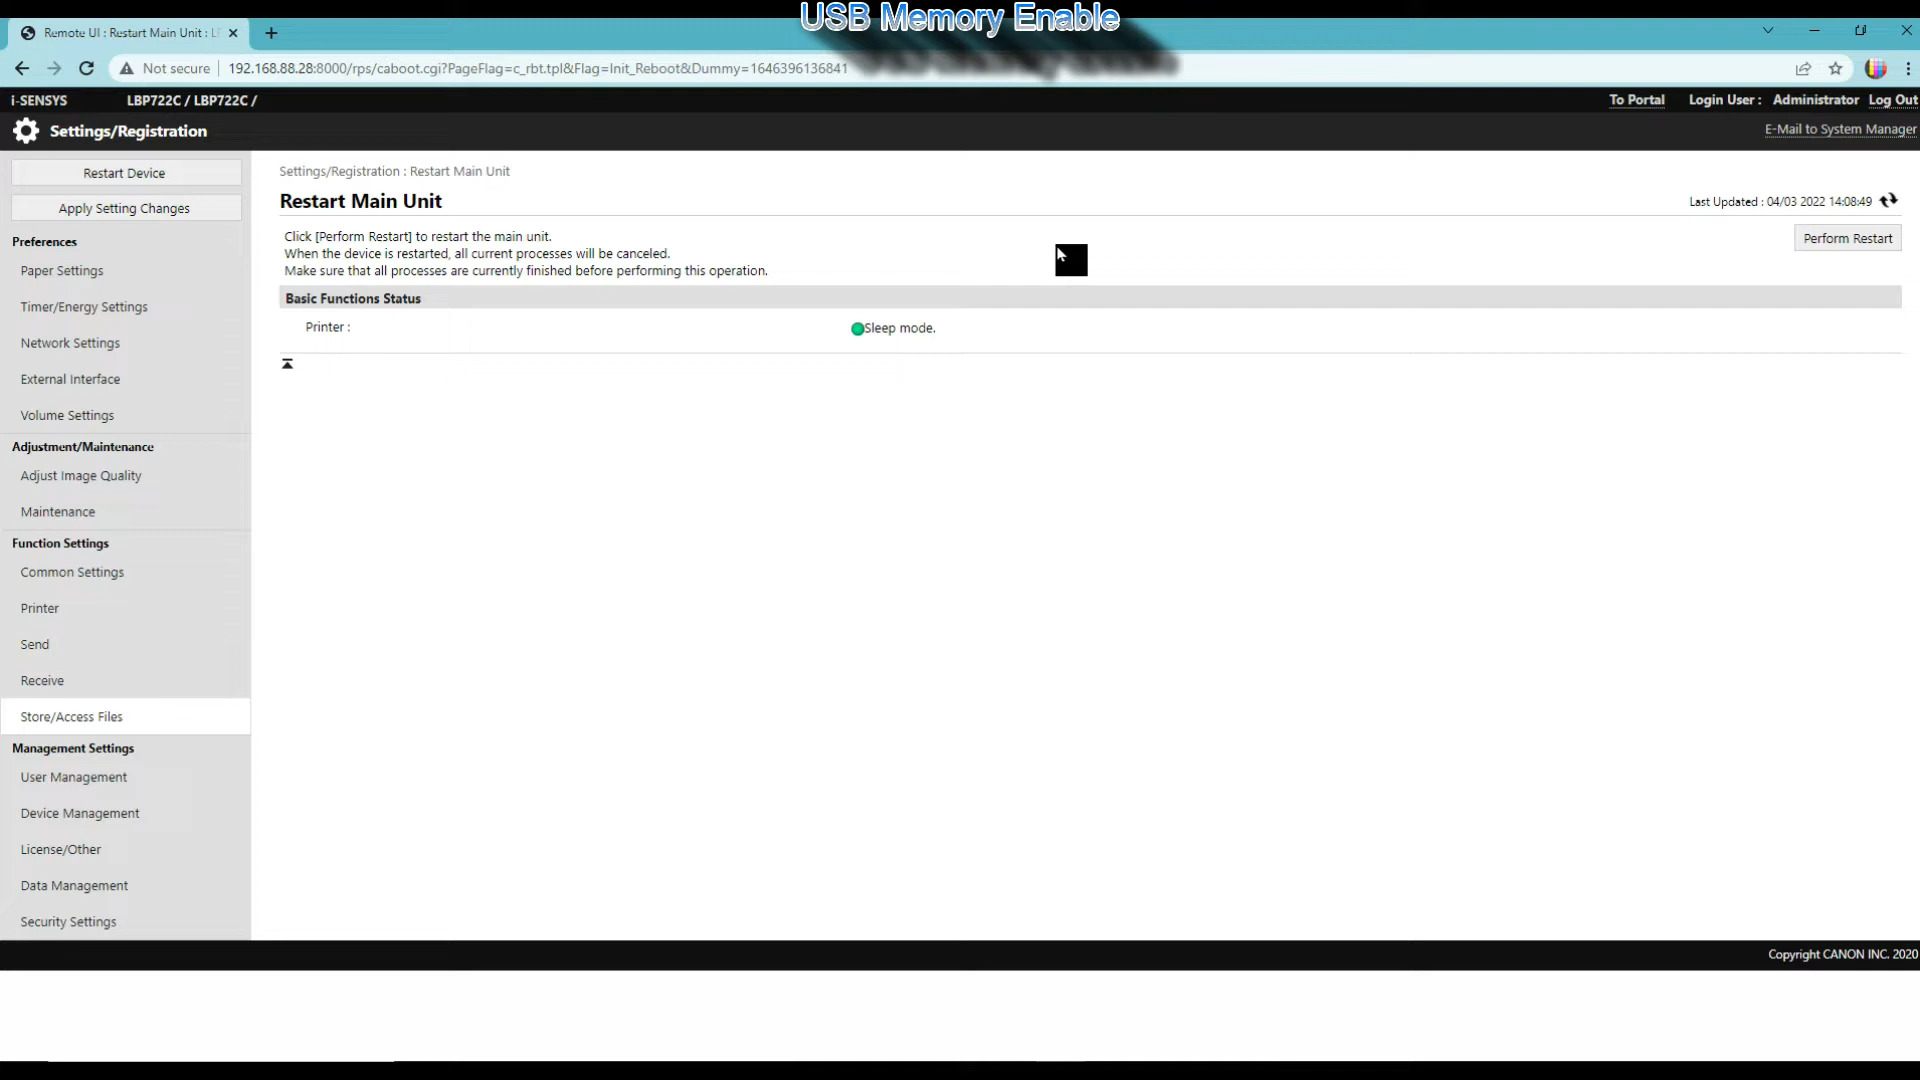 USB Memory Enable
Remote UI : Restart Main Unit : L
Not secure
192.168.88.28:8000/rps/caboot.cgi?PageFlag=c_rbt.tpl&Flag=Init_Reboot&Dummy=1646396136841
i-SENSYS
LBP722C / LBP722C /
To Portal
Login User : Administrator
Log Out
Settings/Registration
E-Mail to System Manager
Restart Device
Apply Setting Changes
Preferences
Paper Settings
Timer/Energy Settings
Network Settings
External Interface
Volume Settings
Adjustment/Maintenance
Adjust Image Quality
Maintenance
Function Settings
Common Settings
Printer
Send
Receive
Store/Access Files
Management Settings
User Management
Device Management
License/Other
Data Management
Security Settings
Settings/Registration : Restart Main Unit
Restart Main Unit
Last Updated : 04/03 2022 14:08:49
Click [Perform Restart] to restart the main unit.
When the device is restarted, all current processes will be canceled.
Make sure that all processes are currently finished before performing this operation.
Perform Restart
Basic Functions Status
Printer :
Sleep mode.
Copyright CANON INC. 2020